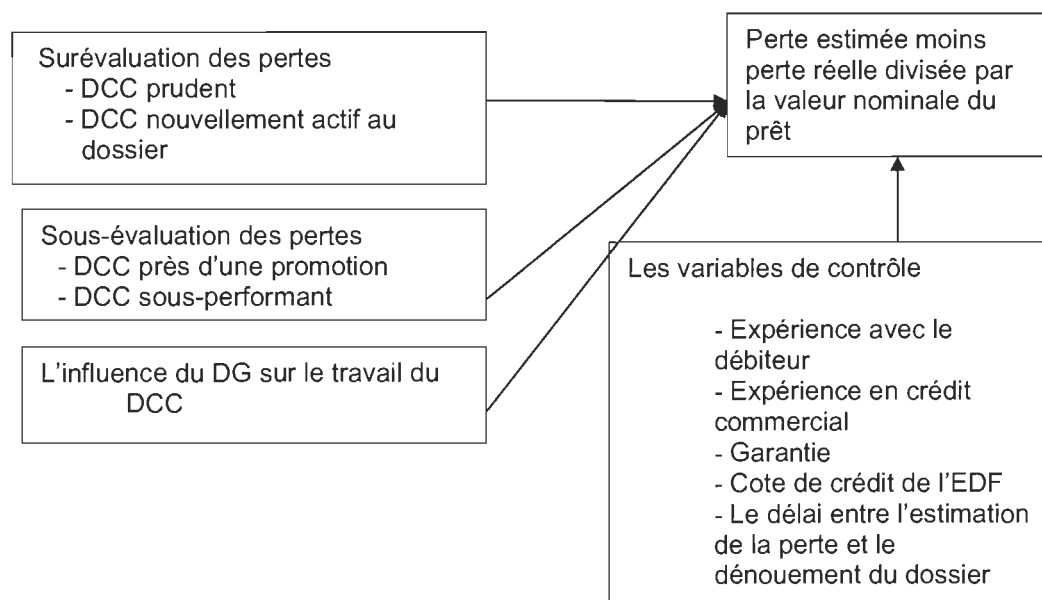 Surévaluation des pertes
- DCC prudent
- DCC nouvellement actif au
dossier
Sous-évaluation des pertes
- DCC près d'une promotion
- DCC sous-performant
L'influence du DG sur le travail du
DCC
Perte estimée moins
perte réelle divisée par
la valeur nominale du
prêt
Les variables de contrôle
- Expérience avec le
débiteur
- Expérience en crédit
commercial
- Garantie
- Cote de crédit de l'EDF
- Le délai entre l'estimation
de la perte et le
dénouement du dossier